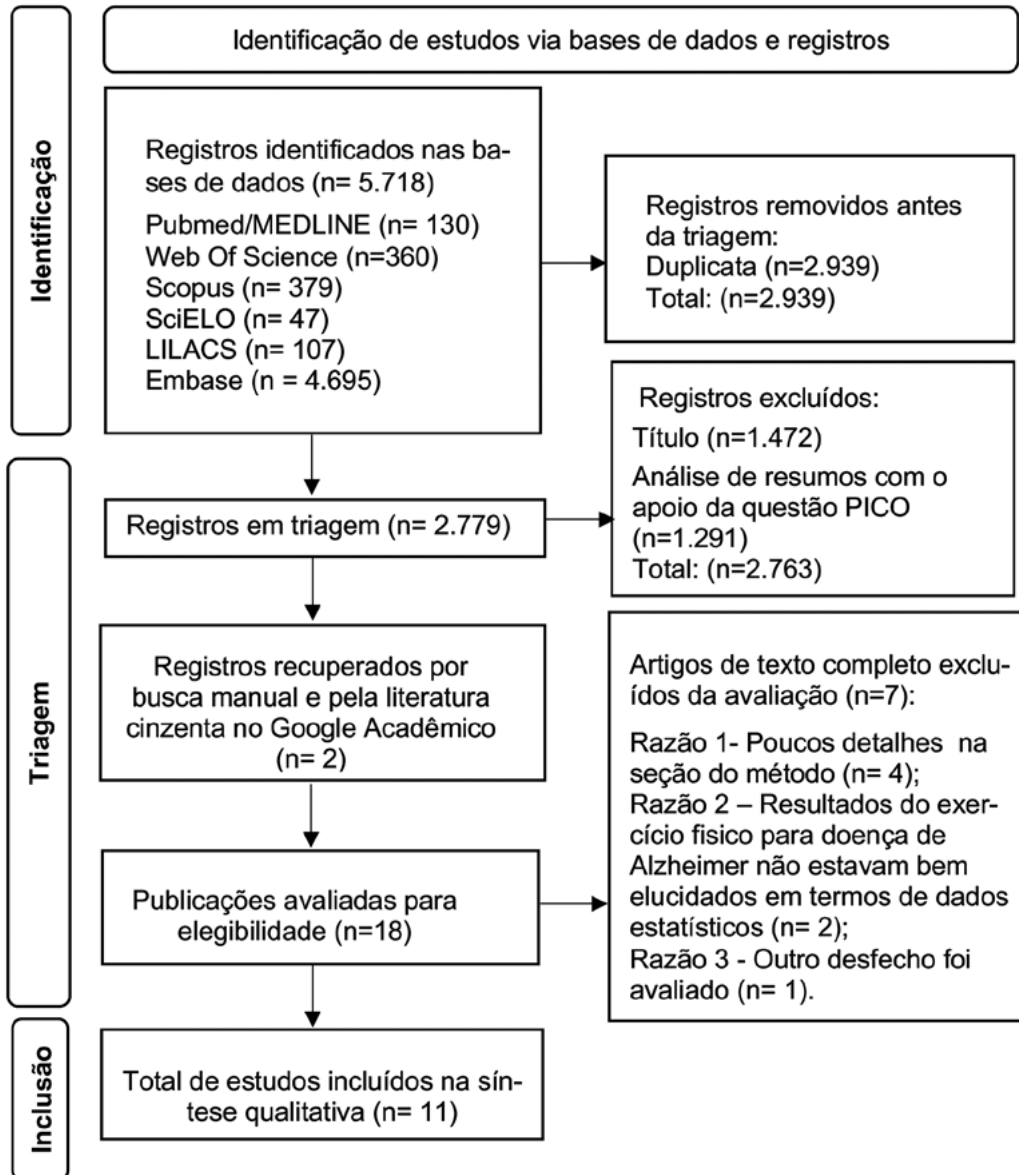 Identificação de estudos via bases de dados e registros
Identificação
Registros identificados nas ba-
ses de dados (n= 5.718)
Pubmed/MEDLINE (n= 130)
Web Of Science (n=360)
Scopus (n= 379)
SciELO (n= 47)
LILACS (n= 107)
Embase (n = 4.695)
Registros removidos antes
da triagem:
Duplicata (n=2.939)
Total: (n=2.939)
Triagem
Registros em triagem (n= 2.779)
Registros excluídos:
Título (n=1.472)
Análise de resumos com o
apoio da questão PICO
(n=1.291)
Total: (n=2.763)
Registros recuperados por
busca manual e pela literatura
cinzenta no Google Acadêmico
(n= 2)
Publicações avaliadas para
elegibilidade (n=18)
Artigos de texto completo exclu-
ídos da avaliação (n=7):
Razão 1- Poucos detalhes na
seção do método (n= 4);
Razão 2 – Resultados do exer-
cício fisico para doença de
Alzheimer não estavam bem
elucidados em termos de dados
estatísticos (n= 2);
Razão 3 - Outro desfecho foi
avaliado (n= 1).
Inclusão
Total de estudos incluídos na sín-
tese qualitativa (n= 11)